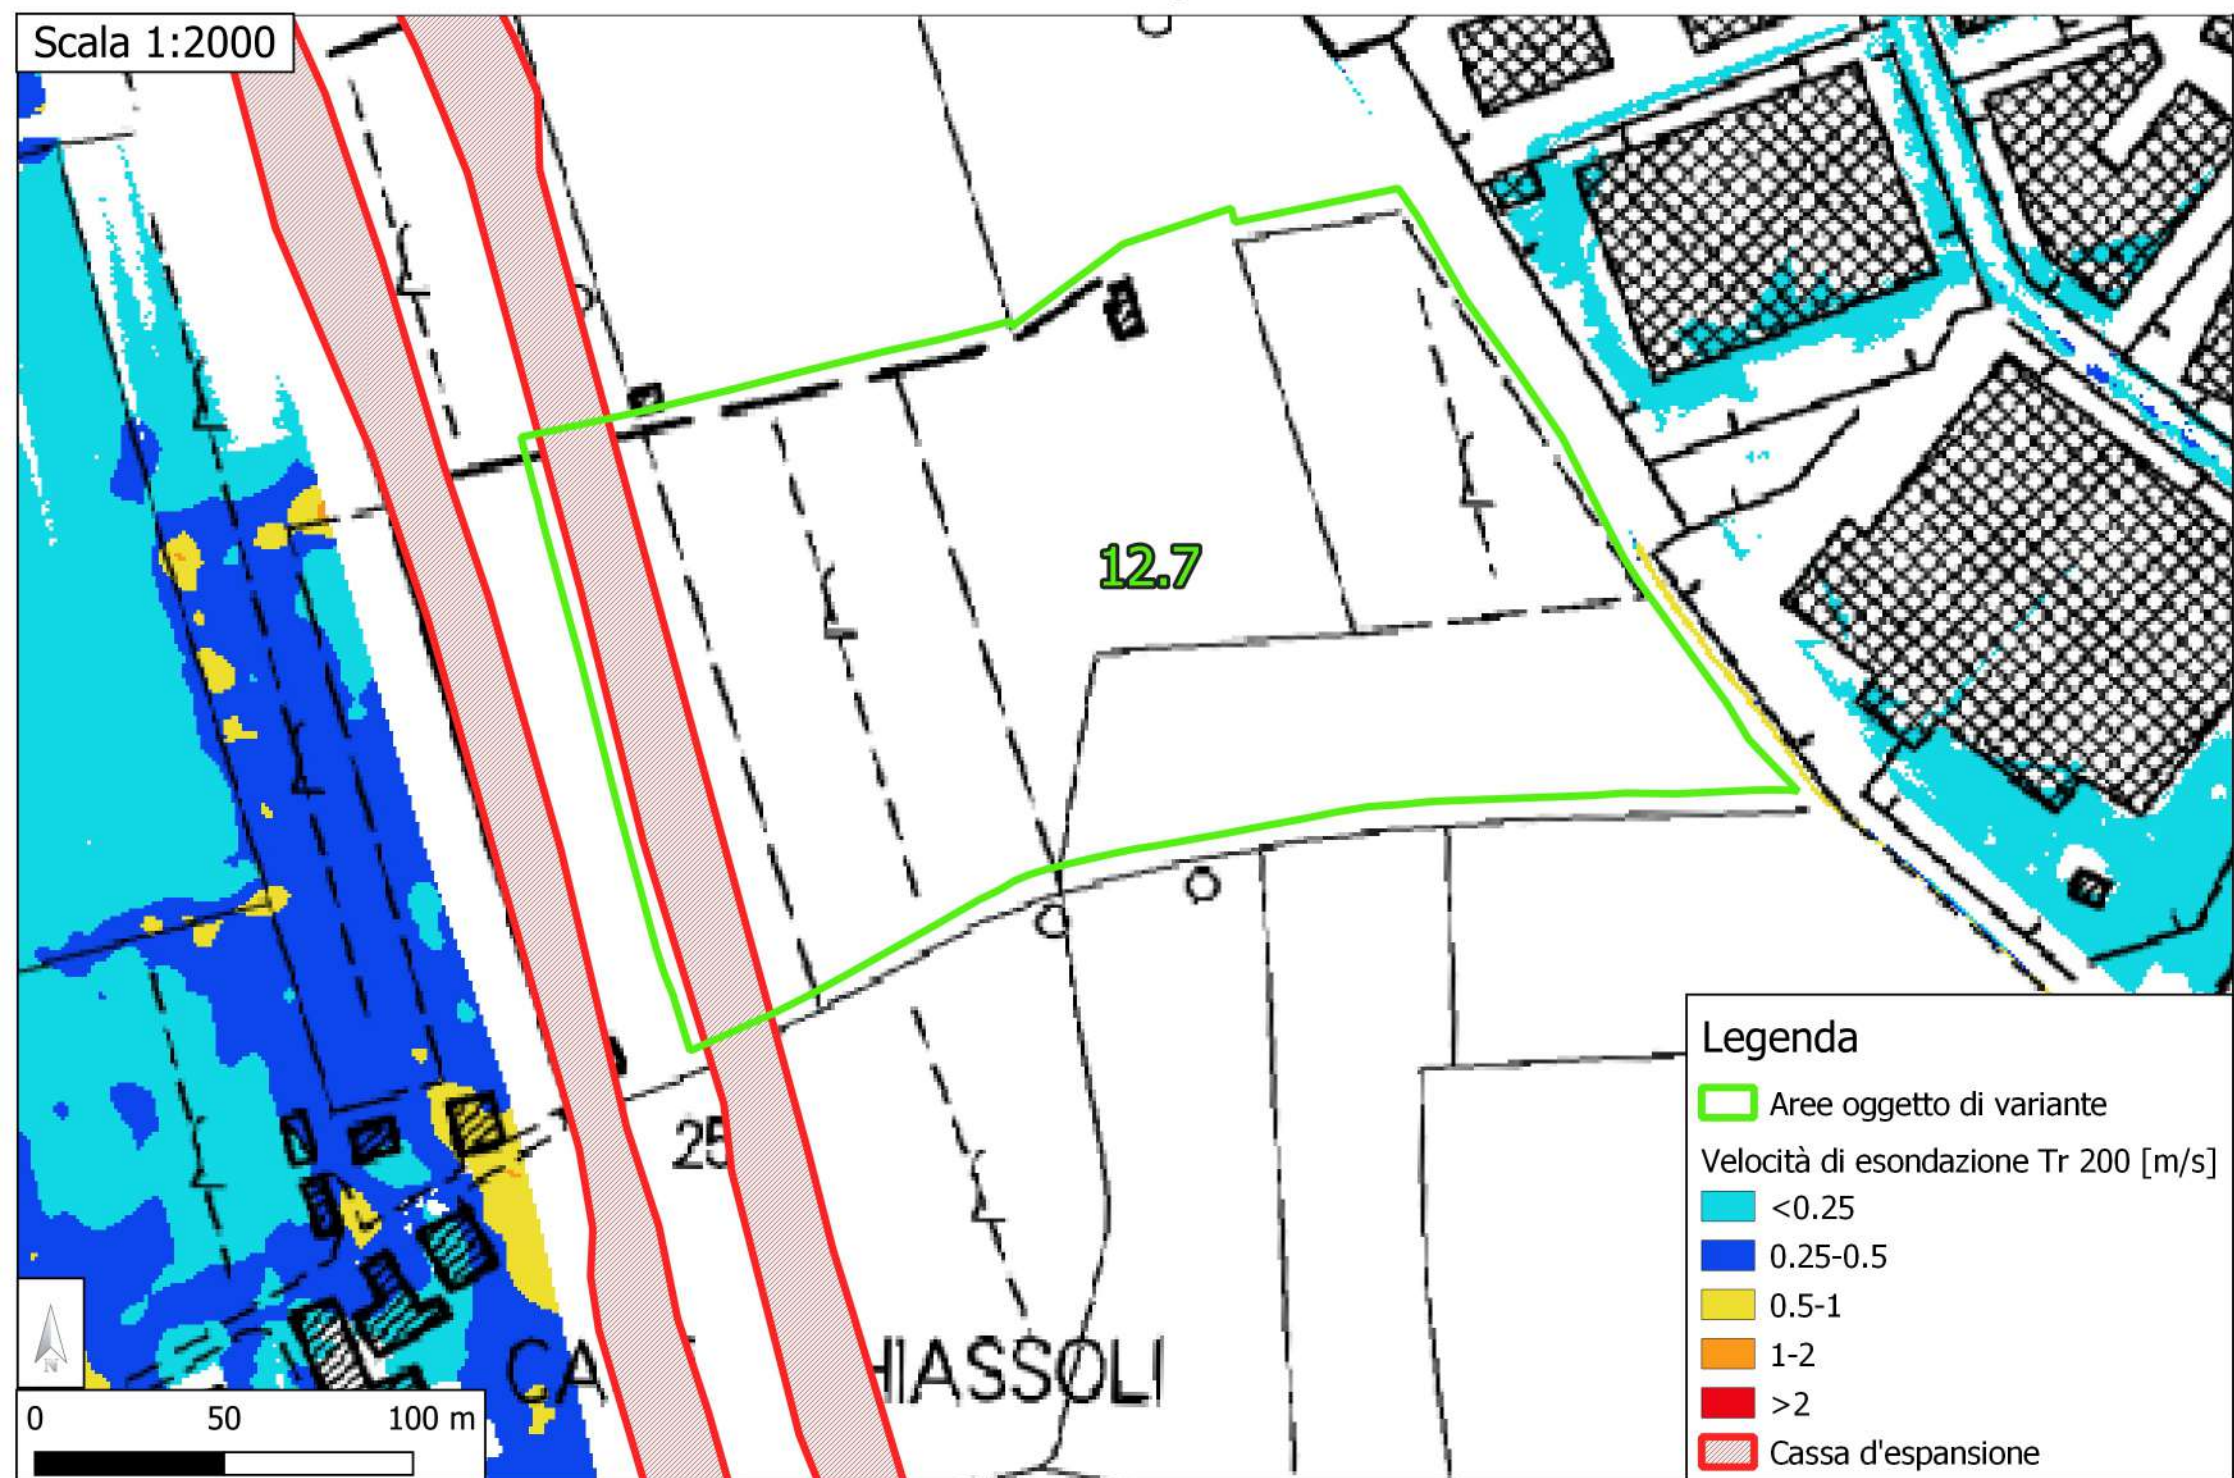 Scala 1:2000
12.7
25
CA
HIASSOLI
N
0 50 100 m
Legenda
Aree oggetto di variante
Velocità di esondazione Tr 200 [m/s]
<0.25
0.25-0.5
0.5-1
1-2
>2
Cassa d'espansione